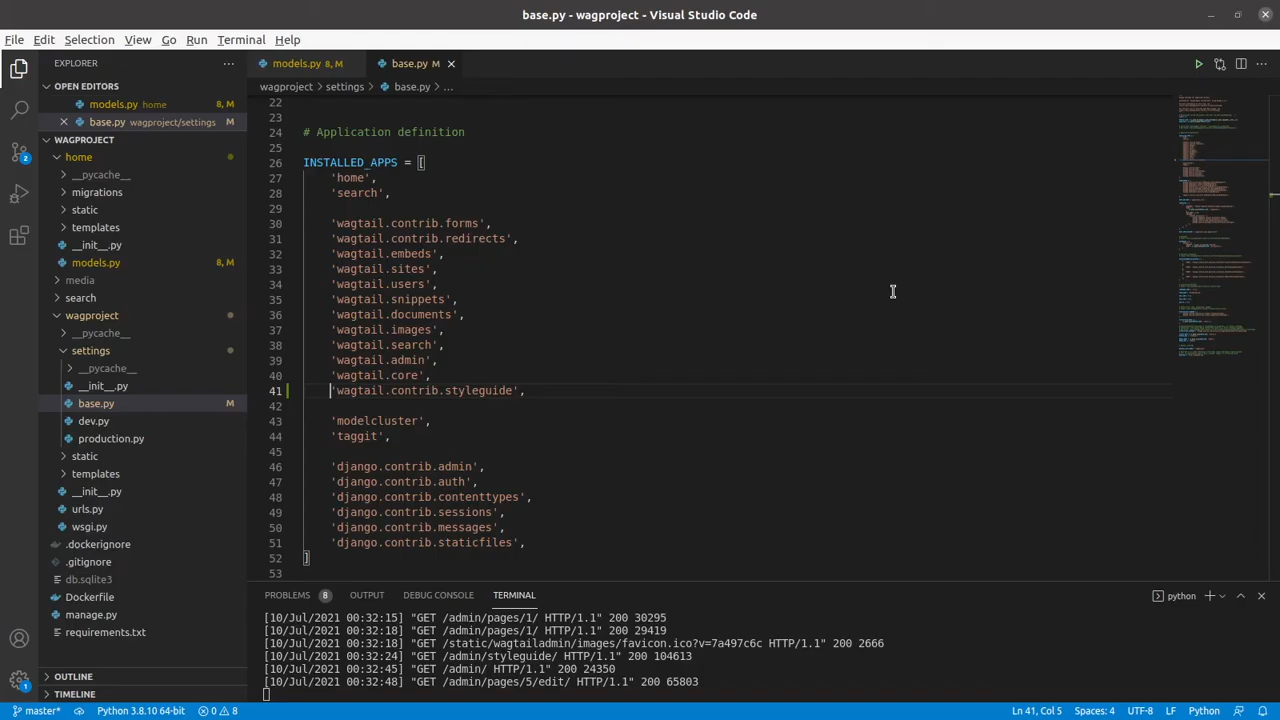 base.py - wagproject - Visual Studio Code
File Edit Selection View Go Run Terminal Help
EXPLORER
OPEN EDITORS
models.py home 8, M
base.py wagproject/settings M
WAGPROJECT
home
__pycache__
migrations
static
templates
__init__.py
models.py 8, M
media
search
wagproject
__pycache__
settings
__pycache__
__init__.py
base.py M
dev.py
production.py
static
templates
__init__.py
urls.py
wsgi.py
.dockerignore
.gitignore
db.sqlite3
Dockerfile
manage.py
requirements.txt
OUTLINE
TIMELINE
2
1
models.py 8, M base.py M
wagproject > settings > base.py > ...
22
23
24 # Application definition
25
26 INSTALLED_APPS = [
27 'home',
28 'search',
29
30 'wagtail.contrib.forms',
31 'wagtail.contrib.redirects',
32 'wagtail.embeds',
33 'wagtail.sites',
34 'wagtail.users',
35 'wagtail.snippets',
36 'wagtail.documents',
37 'wagtail.images',
38 'wagtail.search',
39 'wagtail.admin',
40 'wagtail.core',
41 'wagtail.contrib.styleguide',
42
43 'modelcluster',
44 'taggit',
45
46 'django.contrib.admin',
47 'django.contrib.auth',
48 'django.contrib.contenttypes',
49 'django.contrib.sessions',
50 'django.contrib.messages',
51 'django.contrib.staticfiles',
52 ]
53
PROBLEMS 8 OUTPUT DEBUG CONSOLE TERMINAL python
[10/Jul/2021 00:32:15] "GET /admin/pages/1/ HTTP/1.1" 200 30295
[10/Jul/2021 00:32:18] "GET /admin/pages/1/ HTTP/1.1" 200 29419
[10/Jul/2021 00:32:18] "GET /static/wagtailadmin/images/favicon.ico?v=7a497c6c HTTP/1.1" 200 2666
[10/Jul/2021 00:32:24] "GET /admin/styleguide/ HTTP/1.1" 200 104613
[10/Jul/2021 00:32:45] "GET /admin/ HTTP/1.1" 200 24350
[10/Jul/2021 00:32:48] "GET /admin/pages/5/edit/ HTTP/1.1" 200 65803
master* Python 3.8.10 64-bit 0 8 Ln 41, Col 5 Spaces: 4 UTF-8 LF Python